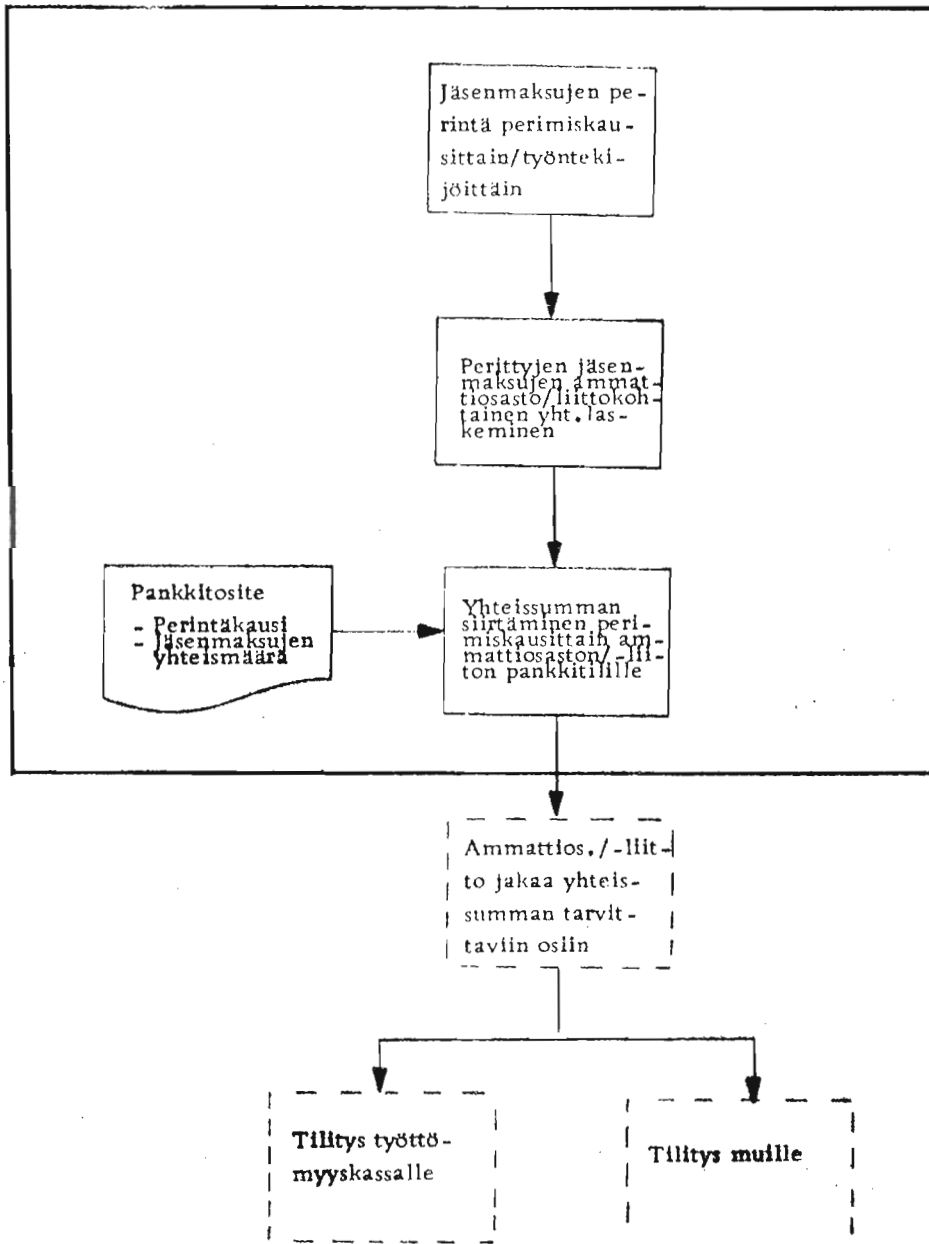 Jäsenmaksujen pe-
rintä perimiskau-
sittain/työnteki-
jöittäin
Perittyjen jäsen-
maksujen ammat-
tiosasto/liittokoh-
tainen yht.las-
keminen
Pankkitosite
- Perintäkausi
- Jäsenmaksujen
yhteismäärä
Yhteissumman
siirtäminen peri-
miskausittain am-
mattiosaston/-lii-
ton pankkitilille
Ammattios./-liit-
to jakaa yhteis-
summan tarvit-
taviin osiin
Tilitys työttö-
myyskassalle
Tilitys muille